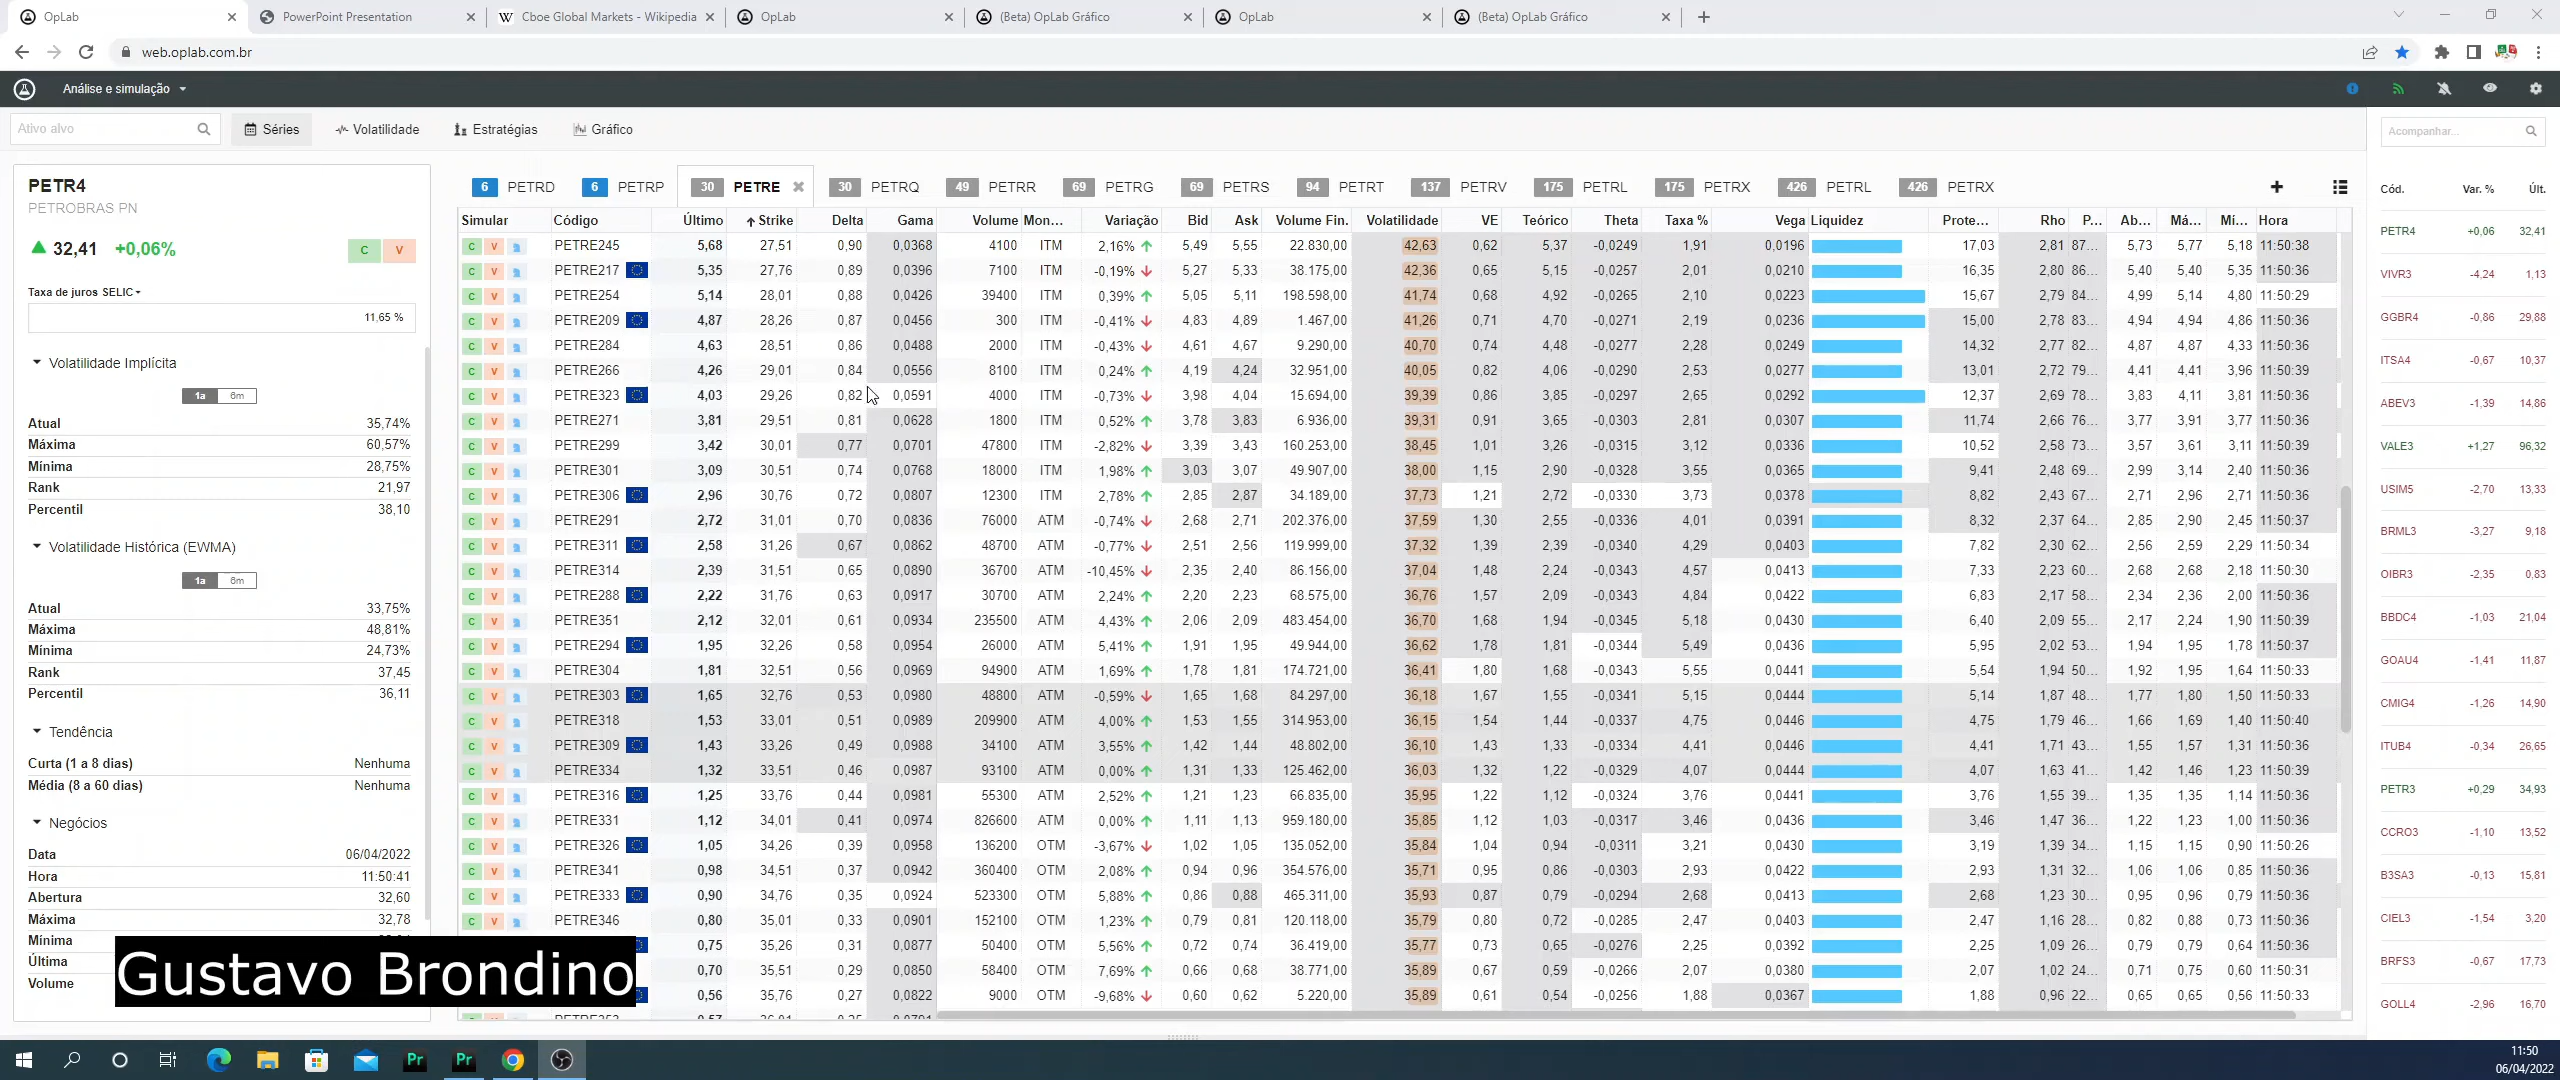 OpLab
PowerPoint Presentation
Cboe Global Markets - Wikipedia
OpLab
(Beta) OpLab Gráfico
OpLab
(Beta) OpLab Gráfico
web.oplab.com.br
Análise e simulação
Ativo alvo
Séries
Volatilidade
Estratégias
Gráfico
Acompanhar...
PETR4
PETROBRAS PN
32,41 +0,06% C V
Taxa de juros SELIC
11,65 %
Volatilidade Implícita
1a 6m
Atual 35,74%
Máxima 60,57%
Mínima 28,75%
Rank 21,97
Percentil 38,10
Volatilidade Histórica (EWMA)
1a 6m
Atual 33,75%
Máxima 48,81%
Mínima 24,73%
Rank 37,45
Percentil 36,11
Tendência
Curta (1 a 8 dias) Nenhuma
Média (8 a 60 dias) Nenhuma
Negócios
Data 06/04/2022
Hora 11:50:41
Abertura 32,60
Máxima 32,78
Mínima
Última
Volume
Gustavo Brondino
6 PETRD 6 PETRP 30 PETRE 30 PETRQ 49 PETRR 69 PETRG 69 PETRS 94 PETRT 137 PETRV 175 PETRL 175 PETRX 426 PETRL 426 PETRX
Simular Código Último Strike Delta Gama Volume Mon... Variação Bid Ask Volume Fin. Volatilidade VE Teórico Theta Taxa % Vega Liquidez Prote... Rho P... Ab... Má... Mí... Hora
C V PETRE245 5,68 27,51 0,90 0,0368 4100 ITM 2,16% 5,49 5,55 22.830,00 42,63 0,62 5,37 -0,0249 1,91 0,0196 17,03 2,81 87... 5,73 5,77 5,18 11:50:38
C V PETRE217 5,35 27,76 0,89 0,0396 7100 ITM -0,19% 5,27 5,33 38.175,00 42,36 0,65 5,15 -0,0257 2,01 0,0210 16,35 2,80 86... 5,40 5,40 5,35 11:50:36
C V PETRE254 5,14 28,01 0,88 0,0426 39400 ITM 0,39% 5,05 5,11 198.598,00 41,74 0,68 4,92 -0,0265 2,10 0,0223 15,67 2,79 84... 4,99 5,14 4,80 11:50:29
C V PETRE209 4,87 28,26 0,87 0,0456 300 ITM -0,41% 4,83 4,89 1.467,00 41,26 0,71 4,70 -0,0271 2,19 0,0236 15,00 2,78 83... 4,94 4,94 4,86 11:50:36
C V PETRE284 4,63 28,51 0,86 0,0488 2000 ITM -0,43% 4,61 4,67 9.290,00 40,70 0,74 4,48 -0,0277 2,28 0,0249 14,32 2,77 82... 4,87 4,87 4,33 11:50:36
C V PETRE266 4,26 29,01 0,84 0,0556 8100 ITM 0,24% 4,19 4,24 32.951,00 40,05 0,82 4,06 -0,0290 2,53 0,0277 13,01 2,72 79... 4,41 4,41 3,96 11:50:39
C V PETRE323 4,03 29,26 0,82 0,0591 4000 ITM -0,73% 3,98 4,04 15.694,00 39,39 0,86 3,85 -0,0297 2,65 0,0292 12,37 2,69 78... 3,83 4,11 3,81 11:50:36
C V PETRE271 3,81 29,51 0,81 0,0628 1800 ITM 0,52% 3,78 3,83 6.936,00 39,31 0,91 3,65 -0,0303 2,81 0,0307 11,74 2,66 76... 3,77 3,91 3,77 11:50:36
C V PETRE299 3,42 30,01 0,77 0,0701 47800 ITM -2,82% 3,39 3,43 160.253,00 38,45 1,01 3,26 -0,0315 3,12 0,0336 10,52 2,58 73... 3,57 3,61 3,11 11:50:39
C V PETRE301 3,09 30,51 0,74 0,0768 18000 ITM 1,98% 3,03 3,07 49.907,00 38,00 1,15 2,90 -0,0328 3,55 0,0365 9,41 2,48 69... 2,99 3,14 2,40 11:50:36
C V PETRE306 2,96 30,76 0,72 0,0807 12300 ITM 2,78% 2,85 2,87 34.189,00 37,73 1,21 2,72 -0,0330 3,73 0,0378 8,82 2,43 67... 2,71 2,96 2,71 11:50:36
C V PETRE291 2,72 31,01 0,70 0,0836 76000 ATM -0,74% 2,68 2,71 202.376,00 37,59 1,30 2,55 -0,0336 4,01 0,0391 8,32 2,37 64... 2,85 2,90 2,45 11:50:37
C V PETRE311 2,58 31,26 0,67 0,0862 48700 ATM -0,77% 2,51 2,56 119.999,00 37,32 1,39 2,39 -0,0340 4,29 0,0403 7,82 2,30 62... 2,56 2,59 2,29 11:50:34
C V PETRE314 2,39 31,51 0,65 0,0890 36700 ATM -10,45% 2,35 2,40 86.156,00 37,04 1,48 2,24 -0,0343 4,57 0,0413 7,33 2,23 60... 2,68 2,68 2,18 11:50:30
C V PETRE288 2,22 31,76 0,63 0,0917 30700 ATM 2,24% 2,20 2,23 68.575,00 36,76 1,57 2,09 -0,0343 4,84 0,0422 6,83 2,17 58... 2,34 2,36 2,00 11:50:36
C V PETRE351 2,12 32,01 0,61 0,0934 235500 ATM 4,43% 2,06 2,09 483.454,00 36,70 1,68 1,94 -0,0345 5,18 0,0430 6,40 2,09 55... 2,17 2,24 1,90 11:50:39
C V PETRE294 1,95 32,26 0,58 0,0954 26000 ATM 5,41% 1,91 1,95 49.944,00 36,62 1,78 1,81 -0,0344 5,49 0,0436 5,95 2,02 53... 1,94 1,95 1,78 11:50:37
C V PETRE304 1,81 32,51 0,56 0,0969 94900 ATM 1,69% 1,78 1,81 174.721,00 36,41 1,80 1,68 -0,0343 5,55 0,0441 5,54 1,94 50... 1,92 1,95 1,64 11:50:33
C V PETRE303 1,65 32,76 0,53 0,0980 48800 ATM -0,59% 1,65 1,68 84.297,00 36,18 1,67 1,55 -0,0341 5,15 0,0444 5,14 1,87 48... 1,77 1,80 1,50 11:50:33
C V PETRE318 1,53 33,01 0,51 0,0989 209900 ATM 4,00% 1,53 1,55 314.953,00 36,15 1,54 1,44 -0,0337 4,75 0,0446 4,75 1,79 46... 1,66 1,69 1,40 11:50:40
C V PETRE309 1,43 33,26 0,49 0,0988 34100 ATM 3,55% 1,42 1,44 48.802,00 36,10 1,43 1,33 -0,0334 4,41 0,0446 4,41 1,71 43... 1,55 1,57 1,31 11:50:36
C V PETRE334 1,32 33,51 0,46 0,0987 93100 ATM 0,00% 1,31 1,33 125.462,00 36,03 1,32 1,22 -0,0329 4,07 0,0444 4,07 1,63 41... 1,42 1,46 1,23 11:50:39
C V PETRE316 1,25 33,76 0,44 0,0981 55300 ATM 2,52% 1,21 1,23 66.835,00 35,95 1,22 1,12 -0,0324 3,76 0,0441 3,76 1,55 39... 1,35 1,35 1,14 11:50:36
C V PETRE331 1,12 34,01 0,41 0,0974 826600 ATM 0,00% 1,11 1,13 959.180,00 35,85 1,12 1,03 -0,0317 3,46 0,0436 3,46 1,47 36... 1,22 1,23 1,00 11:50:36
C V PETRE326 1,05 34,26 0,39 0,0958 136200 OTM -3,67% 1,02 1,05 135.052,00 35,84 1,04 0,94 -0,0311 3,21 0,0430 3,19 1,39 34... 1,15 1,15 0,90 11:50:26
C V PETRE341 0,98 34,51 0,37 0,0942 360400 OTM 2,08% 0,94 0,96 354.576,00 35,71 0,95 0,86 -0,0303 2,93 0,0422 2,93 1,31 32... 1,06 1,06 0,85 11:50:36
C V PETRE333 0,90 34,76 0,35 0,0924 523300 OTM 5,88% 0,86 0,88 465.311,00 35,93 0,87 0,79 -0,0294 2,68 0,0413 2,68 1,23 30... 0,95 0,96 0,79 11:50:36
C V PETRE346 0,80 35,01 0,33 0,0901 152100 OTM 1,23% 0,79 0,81 120.118,00 35,79 0,80 0,72 -0,0285 2,47 0,0403 2,47 1,16 28... 0,82 0,88 0,73 11:50:36
0,75 35,26 0,31 0,0877 50400 OTM 5,56% 0,72 0,74 36.419,00 35,77 0,73 0,65 -0,0276 2,25 0,0392 2,25 1,09 26... 0,79 0,79 0,64 11:50:36
0,70 35,51 0,29 0,0850 58400 OTM 7,69% 0,66 0,68 38.771,00 35,89 0,67 0,59 -0,0266 2,07 0,0380 2,07 1,02 24... 0,71 0,75 0,60 11:50:31
0,56 35,76 0,27 0,0822 9000 OTM -9,68% 0,60 0,62 5.220,00 35,89 0,61 0,54 -0,0256 1,88 0,0367 1,88 0,96 22... 0,65 0,65 0,56 11:50:33
Cód. Var. % Últ.
PETR4 +0,06 32,41
VIVR3 -4,24 1,13
GGBR4 -0,86 29,88
ITSA4 -0,67 10,37
ABEV3 -1,39 14,86
VALE3 +1,27 96,32
USIM5 -2,70 13,33
BRML3 -3,27 9,18
OIBR3 -2,35 0,83
BBDC4 -1,03 21,04
GOAU4 -1,41 11,87
CMIG4 -1,26 14,90
ITUB4 -0,34 26,65
PETR3 +0,29 34,93
CCRO3 -1,10 13,52
B3SA3 -0,13 15,81
CIEL3 -1,54 3,20
BRFS3 -0,67 17,73
GOLL4 -2,96 16,70
Pr
Pr
11:50
06/04/2022